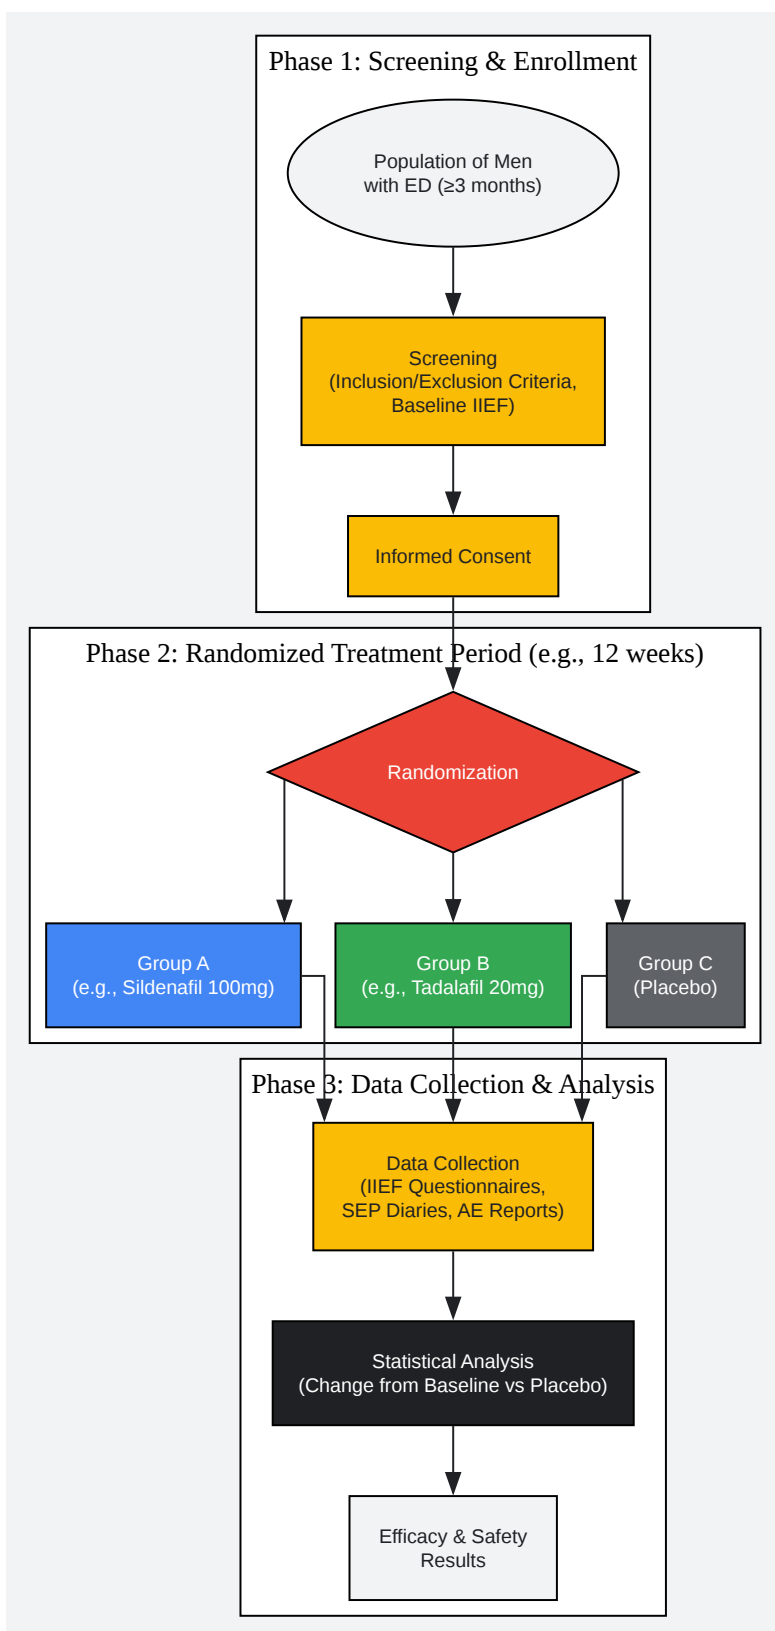 Phase 1: Screening & Enrollment
Population of Men
with ED (≥3 months)
Screening
(Inclusion/Exclusion Criteria,
Baseline IIEF)
Informed Consent
Phase 2: Randomized Treatment Period (e.g., 12 weeks)
Randomization
Group A
(e.g., Sildenafil 100mg)
Group B
(e.g., Tadalafil 20mg)
Group C
(Placebo)
Phase 3: Data Collection & Analysis
Data Collection
(IIEF Questionnaires,
SEP Diaries, AE Reports)
Statistical Analysis
(Change from Baseline vs Placebo)
Efficacy & Safety
Results